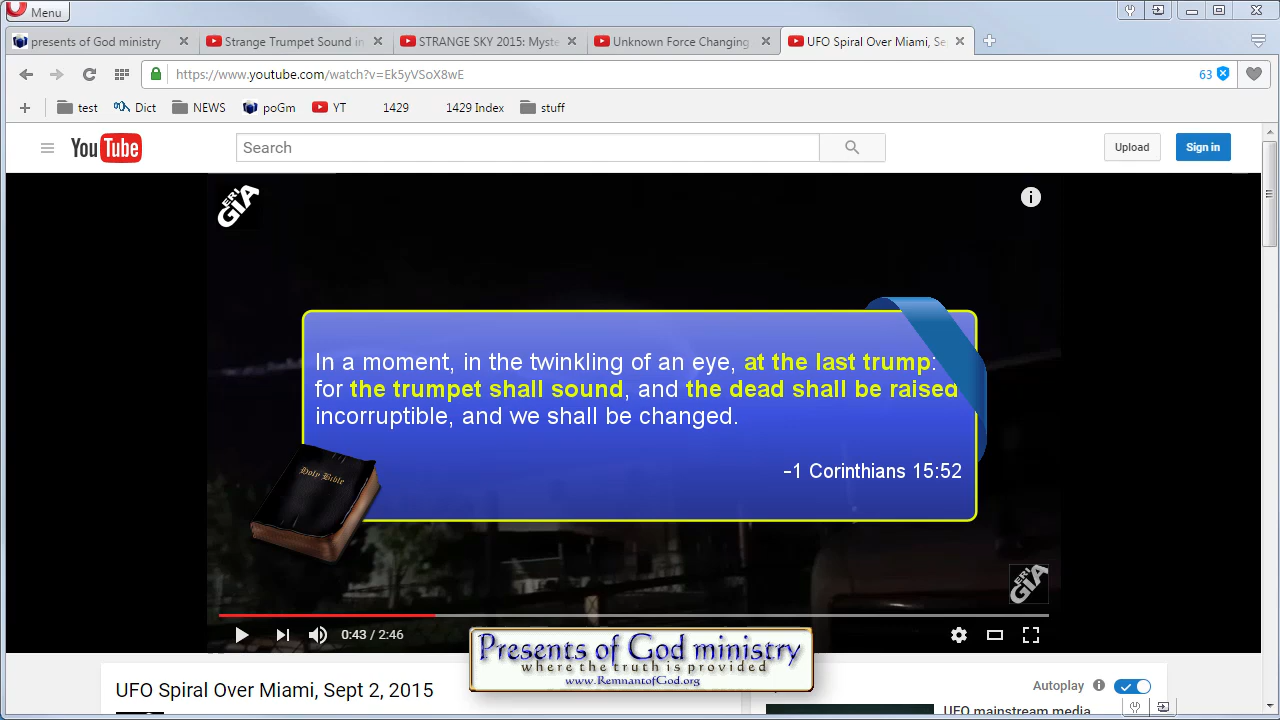 Menu
presents of God ministry
Strange Trumpet Sound in
STRANGE SKY 2015: Myste
Unknown Force Changing
UFO Spiral Over Miami, Se
https://www.youtube.com/watch?v=Ek5yVSoX8wE
63
test
Dict
NEWS
poGm
YT
1429
1429 Index
stuff
YouTube
Search
Upload
Sign in
ERI
GIA
i
In a moment, in the twinkling of an eye, at the last trump:
for the trumpet shall sound, and the dead shall be raised
incorruptible, and we shall be changed.
-1 Corinthians 15:52
Holy Bible
ERI
GIA
0:43 / 2:46
Presents of God ministry
where the truth is provided
www.RemnantofGod.org
UFO Spiral Over Miami, Sept 2, 2015
Autoplay
UFO mainstream media